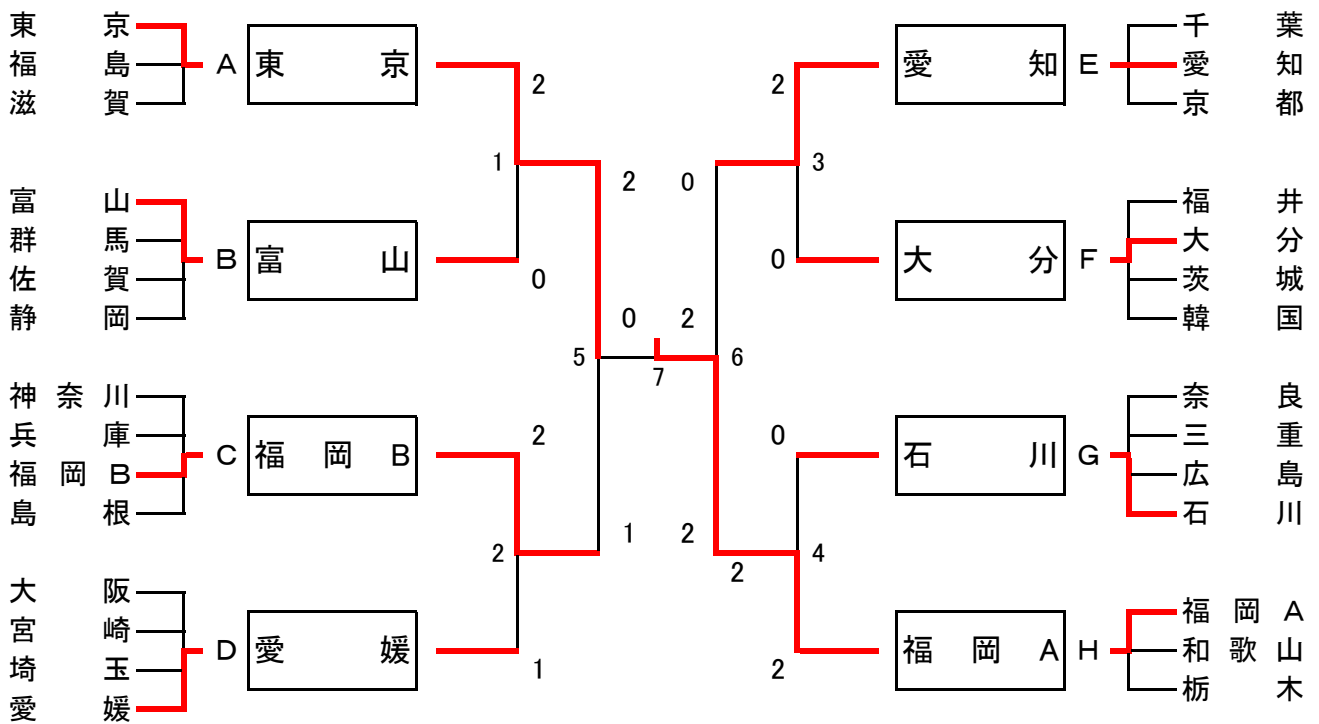 東京
福島
滋賀
A
東京
富山
群馬
佐賀
静岡
B
富山
神奈川
兵庫
福岡B
島根
C
福岡B
大阪
宮崎
埼玉
愛媛
D
愛媛
2
1
0
2
2
1
2
5
1
0
7
2
0
6
2
2
2
3
0
0
4
2
愛知
E
千葉
愛知
京都
大分
F
福井
大分
茨城
韓国
石川
G
奈良
三重
広島
石川
福岡A
H
福岡A
和歌山
栃木